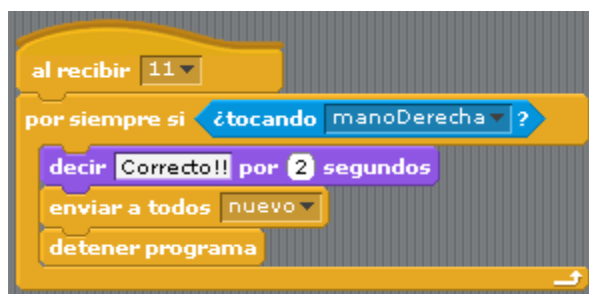 al recibir 11
por siempre si ¿tocando manoDerecha ?
decir Correcto!! por 2 segundos
enviar a todos nuevo
detener programa